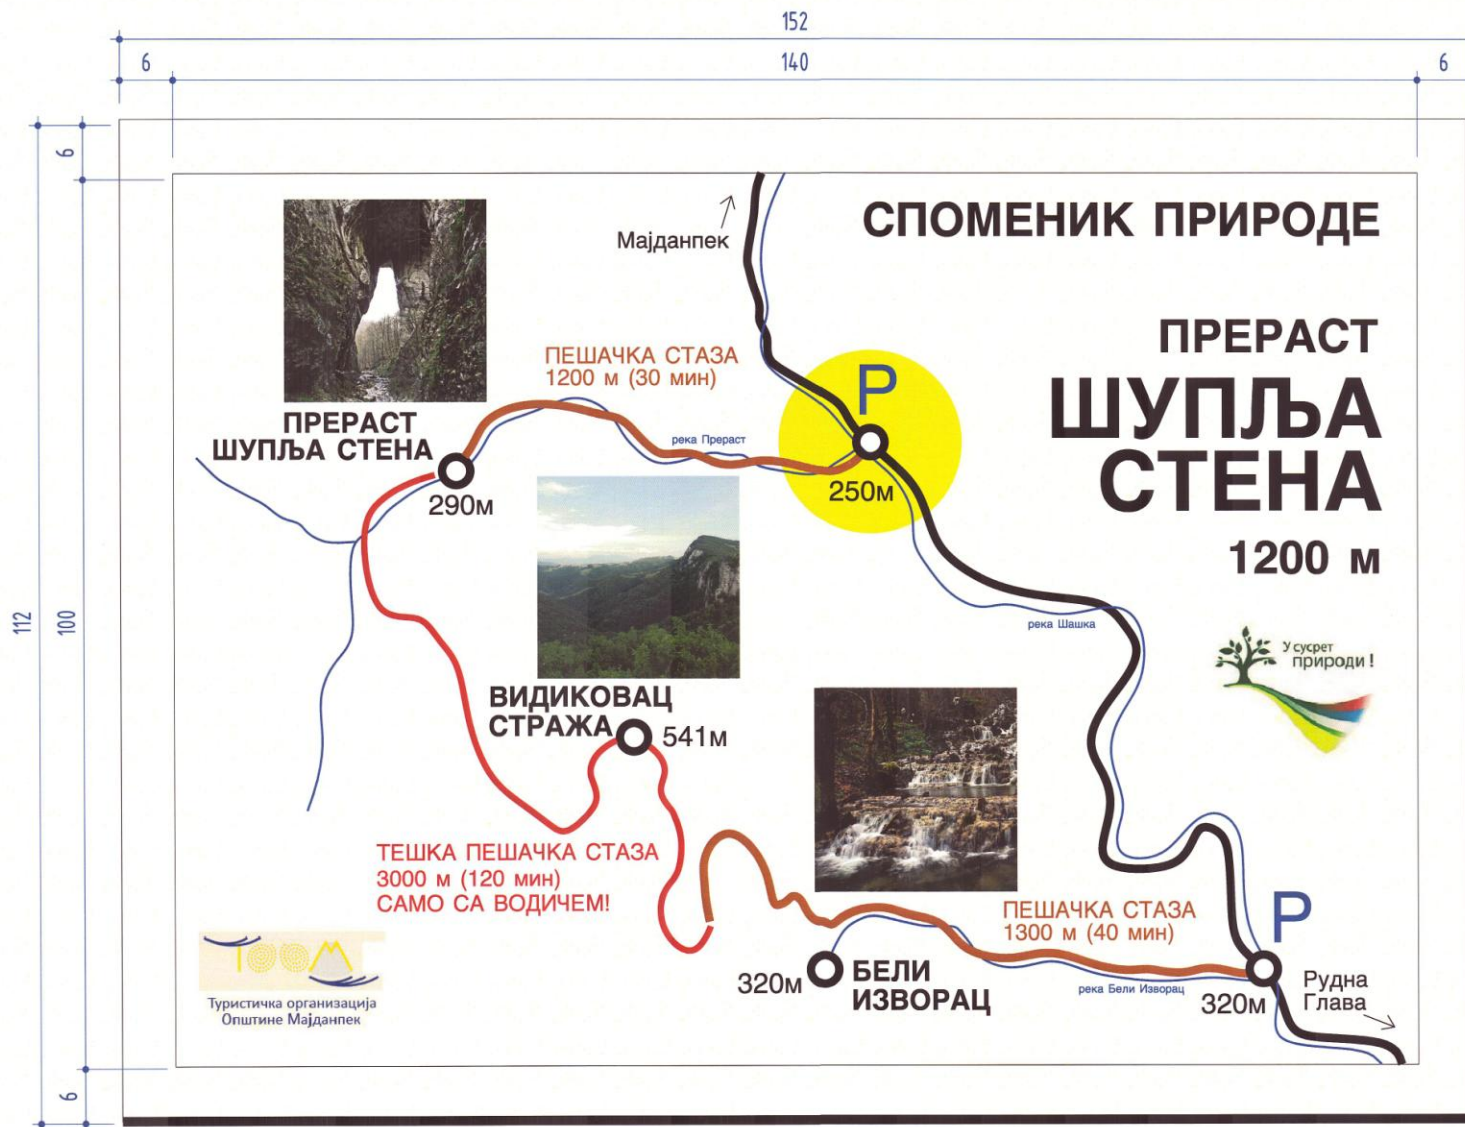 152
6
140
6
6
112
100
6
СПОМЕНИК ПРИРОДЕ
Мајданпек
ПРЕРАСТ
ШУПЉА
СТЕНА
1200 м
ПЕШАЧКА СТАЗА
1200 м (30 мин)
P
ПРЕРАСТ
ШУПЉА СТЕНА
река Прераст
290м
250м
река Шашка
У сусрет
природи !
ВИДИКОВАЦ
СТРАЖА
541м
ТЕШКА ПЕШАЧКА СТАЗА
3000 м (120 мин)
САМО СА ВОДИЧЕМ!
ПЕШАЧКА СТАЗА
1300 м (40 мин)
P
320м
БЕЛИ
ИЗВОРАЦ
река Бели Изворац
320м
Рудна
Глава
ТООМ
Туристичка организација
Општине Мајданпек